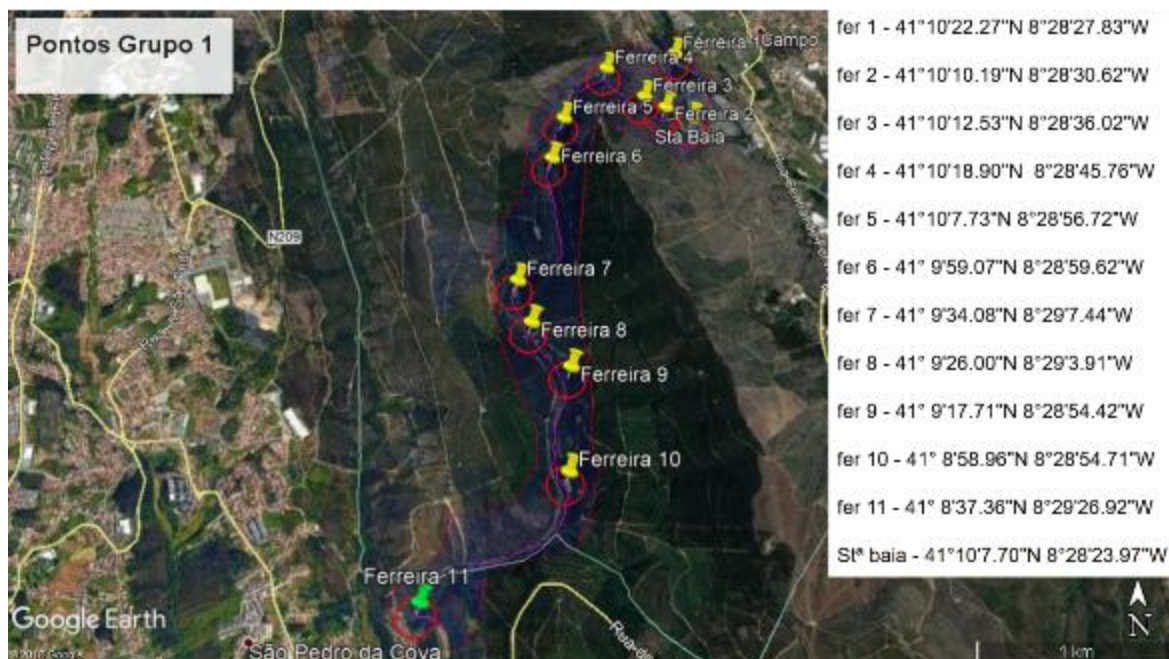 Pontos Grupo 1
Ferreira 1
Campo
Ferreira 4
Ferreira 3
Ferreira 5
Ferreira 2
Sta Baia
Ferreira 6
N209
Ferreira 7
Ferreira 8
Ferreira 9
Ferreira 10
Ferreira 11
Google Earth
São Pedro da Cova
1 km
N
fer 1 - 41°10'22.27"N 8°28'27.83"W
fer 2 - 41°10'10.19"N 8°28'30.62"W
fer 3 - 41°10'12.53"N 8°28'36.02"W
fer 4 - 41°10'18.90"N  8°28'45.76"W
fer 5 - 41°10'7.73"N 8°28'56.72"W
fer 6 - 41° 9'59.07"N 8°28'59.62"W
fer 7 - 41° 9'34.08"N 8°29'7.44"W
fer 8 - 41° 9'26.00"N 8°29'3.91"W
fer 9 - 41° 9'17.71"N 8°28'54.42"W
fer 10 - 41° 8'58.96"N 8°28'54.71"W
fer 11 - 41° 8'37.36"N 8°29'26.92"W
Stª baia - 41°10'7.70"N 8°28'23.97"W